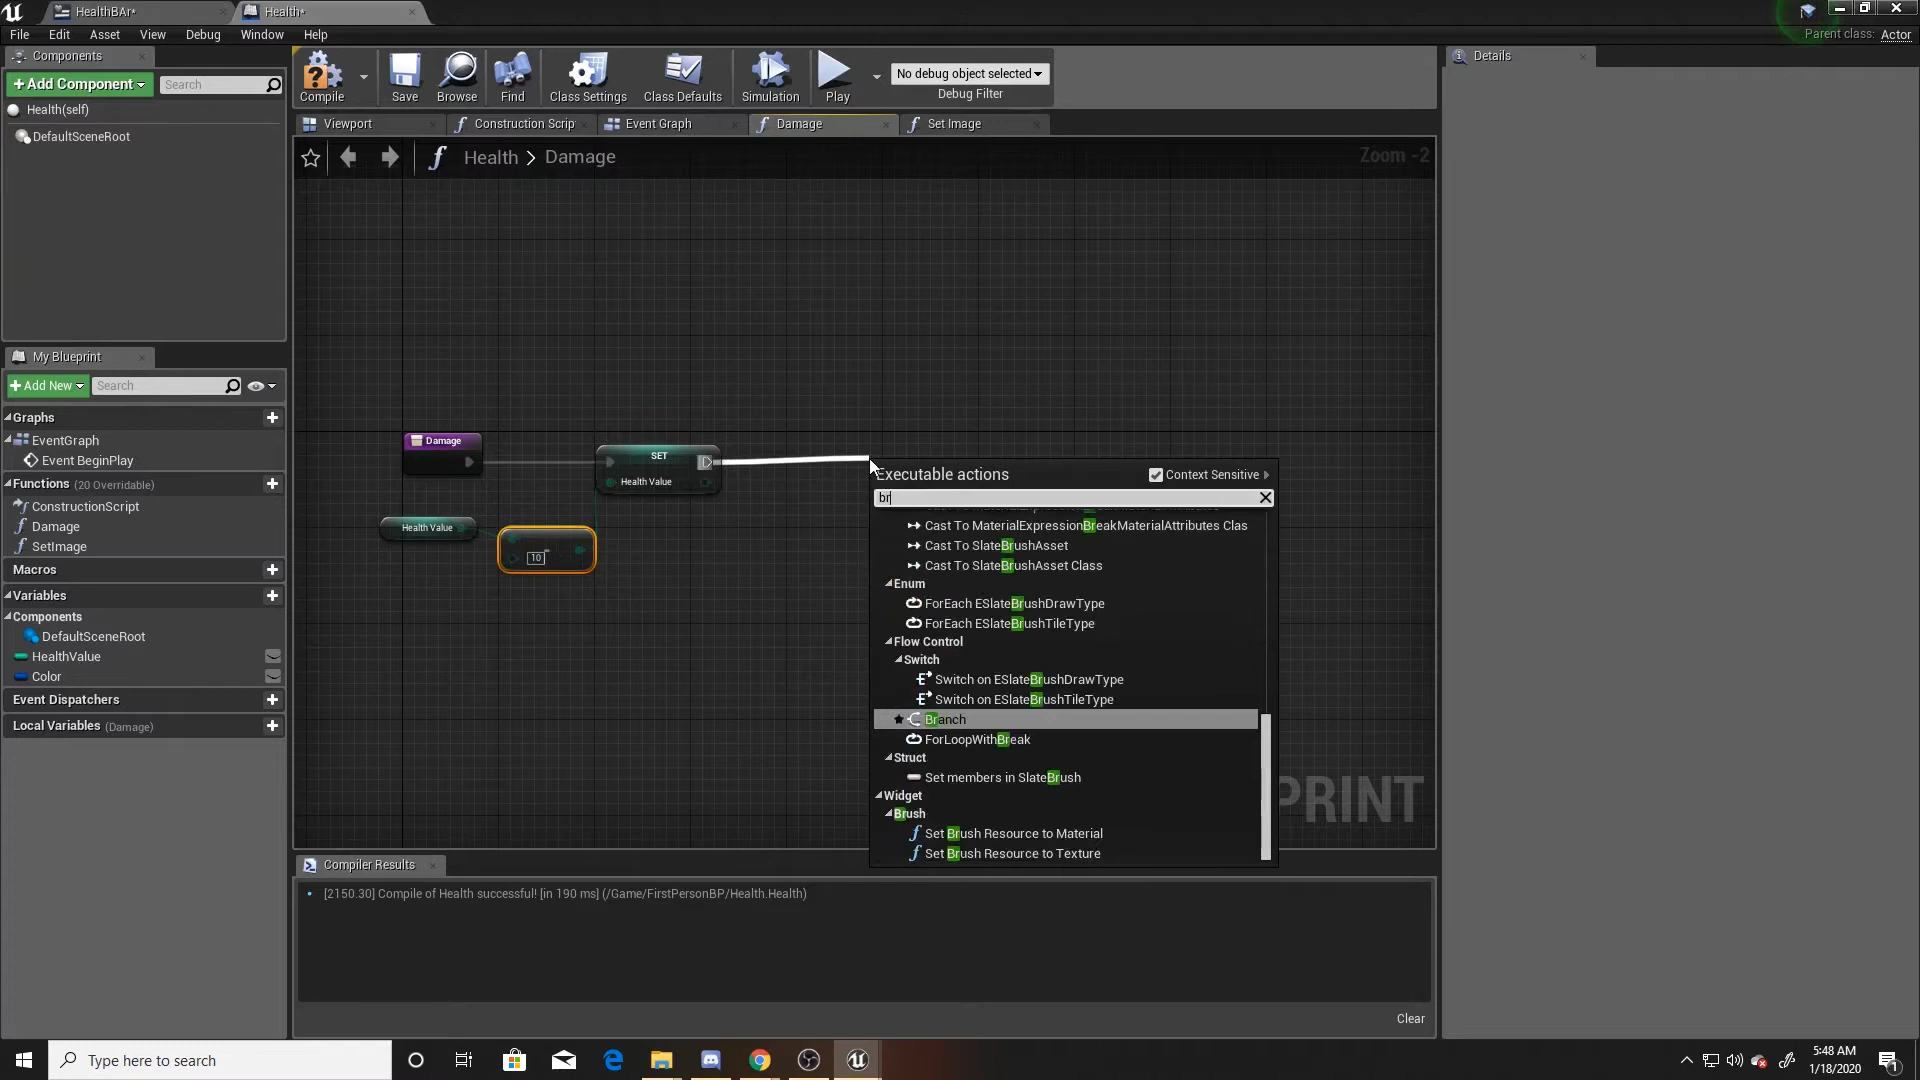 HealthBAr*
Health*
File Edit Asset View Debug Window Help
Parent class: Actor
Components
+ Add Component
Search
Health(self)
DefaultSceneRoot
Compile
Save
Browse
Find
Class Settings
Class Defaults
Simulation
Play
No debug object selected
Debug Filter
Details
Viewport
Construction Scrip
Event Graph
Damage
Set Image
Health > Damage
Zoom -2
My Blueprint
+ Add New
Search
Graphs
EventGraph
Event BeginPlay
Functions (20 Overridable)
ConstructionScript
Damage
SetImage
Macros
Variables
Components
DefaultSceneRoot
HealthValue
Color
Event Dispatchers
Local Variables (Damage)
Damage
SET
Health Value
Health Value
10
Executable actions
Context Sensitive
br
Cast To MaterialExpressionBreakMaterialAttributes Clas
Cast To SlateBrushAsset
Cast To SlateBrushAsset Class
Enum
ForEach ESlateBrushDrawType
ForEach ESlateBrushTileType
Flow Control
Switch
Switch on ESlateBrushDrawType
Switch on ESlateBrushTileType
Branch
ForLoopWithBreak
Struct
Set members in SlateBrush
Widget
Brush
Set Brush Resource to Material
Set Brush Resource to Texture
PRINT
Compiler Results
[2150.30] Compile of Health successful! [in 190 ms] (/Game/FirstPersonBP/Health.Health)
Clear
Type here to search
5:48 AM
1/18/2020
1